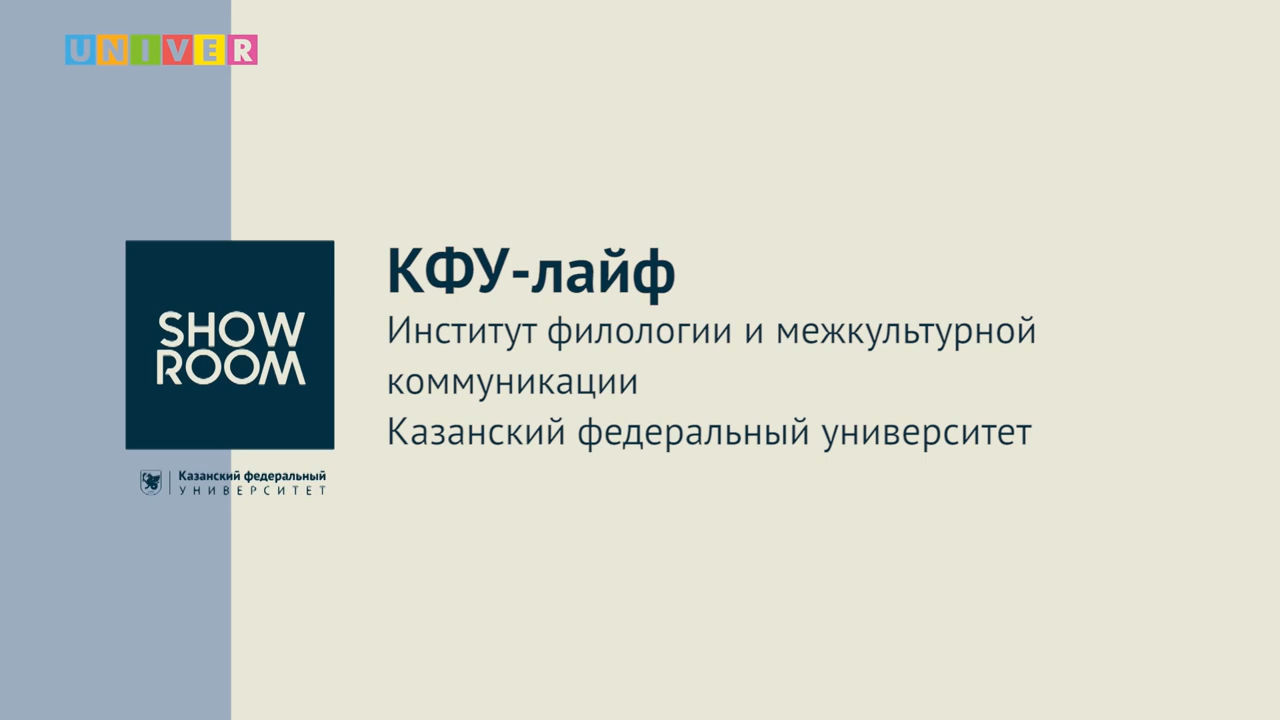 UNIVER
SHOW
ROOM
Казанский федеральный
УНИВЕРСИТЕТ
КФУ-лайф
Институт филологии и межкультурной
коммуникации
Казанский федеральный университет